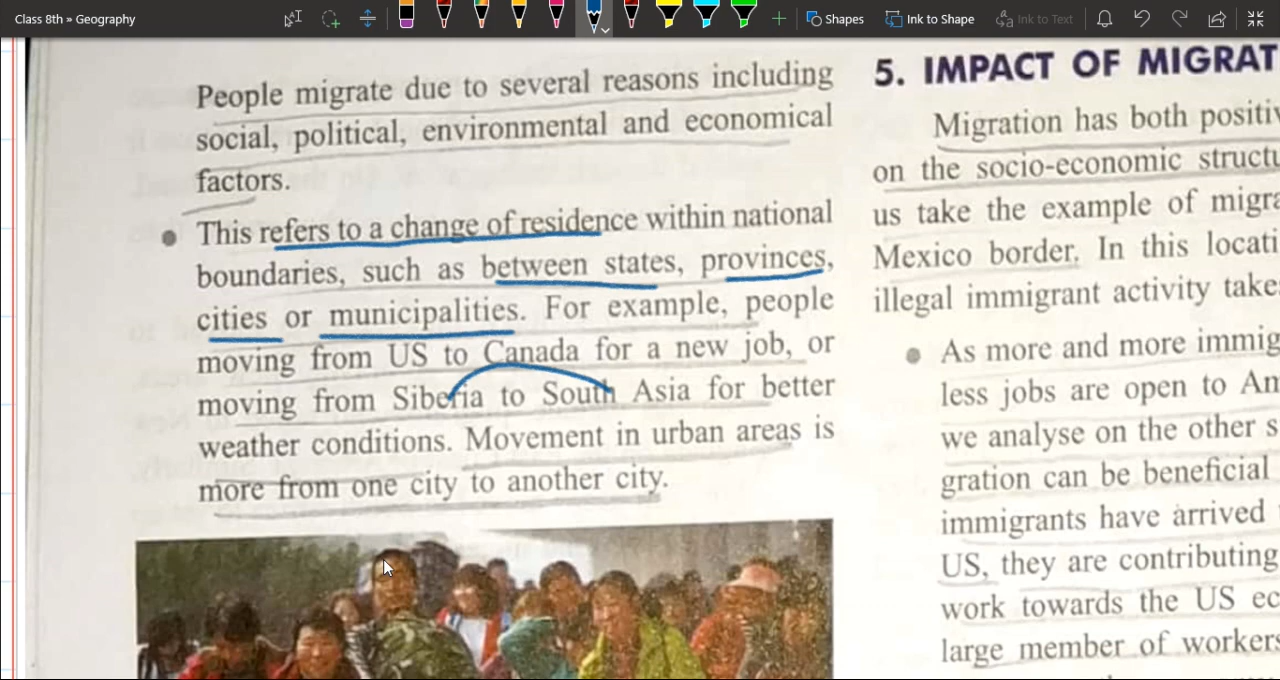 Class 8th » Geography
Shapes
Ink to Shape
Ink to Text
People migrate due to several reasons including
social, political, environmental and economical
factors.
• This refers to a change of residence within national
boundaries, such as between states, provinces,
cities or municipalities. For example, people
moving from US to Canada for a new job, or
moving from Siberia to South Asia for better
weather conditions. Movement in urban areas is
more from one city to another city.
5. IMPACT OF MIGRAT
Migration has both positiv
on the socio-economic structu
us take the example of migra
Mexico border. In this locati
illegal immigrant activity take
• As more and more immig
less jobs are open to Am
we analyse on the other s
gration can be beneficial
immigrants have arrived
US, they are contributing
work towards the US ec
large member of workers